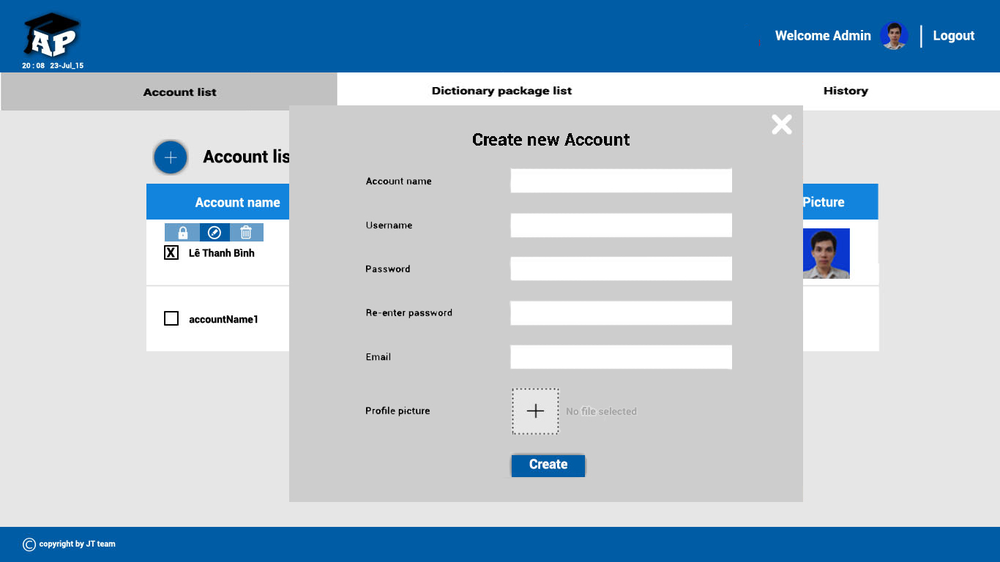 AP
20 : 08 23-Jul_15
Welcome Admin
Logout
Account list
Dictionary package list
History
Account lis
Account name
Picture
X Lê Thanh Bình
accountName1
Create new Account
Account name
Username
Password
Re-enter password
Email
Profile picture
No file selected
Create
© copyright by JT team